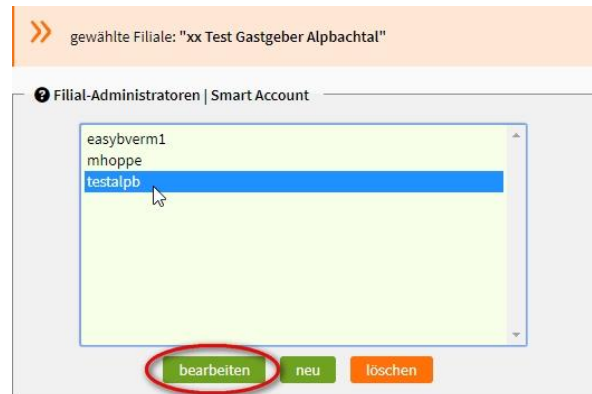 gewählte Filiale: "xx Test Gastgeber Alpbachtal"
Filial-Administratoren | Smart Account
easybverm1
mhoppe
testalpb
bearbeiten neu löschen